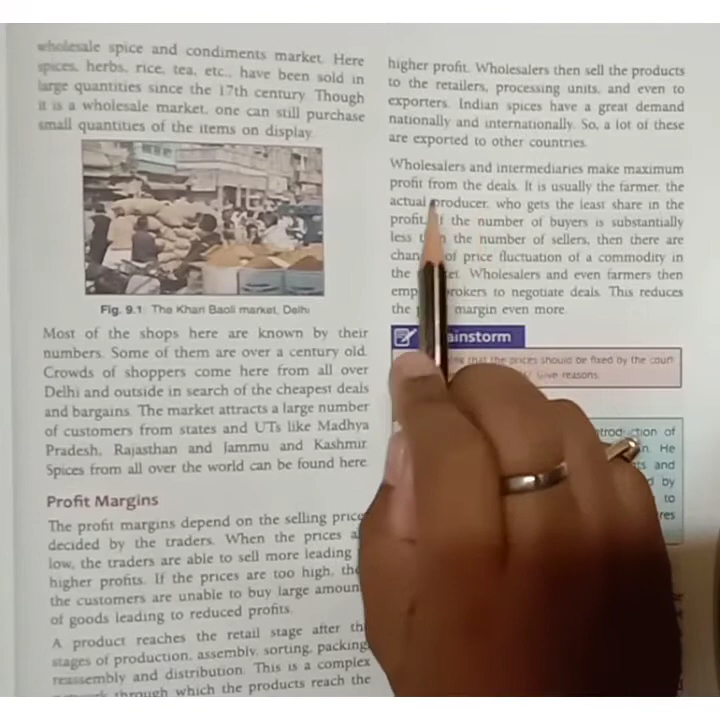 wholesale spice and condiments market. Here
spices, herbs, rice, tea, etc., have been sold in
large quantities since the 17th century. Though
it is a wholesale market, one can still purchase
small quantities of the items on display.
Fig. 9.1: The Khari Baoli market, Delhi
Most of the shops here are known by their
numbers. Some of them are over a century old.
Crowds of shoppers come here from all over
Delhi and outside in search of the cheapest deals
and bargains. The market attracts a large number
of customers from states and UTs like Madhya
Pradesh, Rajasthan and Jammu and Kashmir.
Spices from all over the world can be found here.
Profit Margins
The profit margins depend on the selling price
decided by the traders. When the prices
low, the traders are able to sell more leading
higher profits. If the prices are too high,
the customers are unable to buy large
of goods leading to reduced profits.
A product reaches the retail stage after
stages of production, assembly, sorting, packing,
reassembly and distribution. This is a complex
through which the products reach the
higher profit. Wholesalers then sell the products
to the retailers, processing units, and even to
exporters. Indian spices have a great demand
nationally and internationally. So, a lot of these
are exported to other countries.
Wholesalers and intermediaries make maximum
profit from the deals. It is usually the farmer, the
actual producer, who gets the least share in the
profit. If the number of buyers is substantially
less the number of sellers, then there are
of price fluctuation of a commodity in
the Wholesalers and even farmers then
brokers to negotiate deals. This reduces
the margin even more.
that the prices should be fixed by the
Give reasons.
of
He
and
by
to